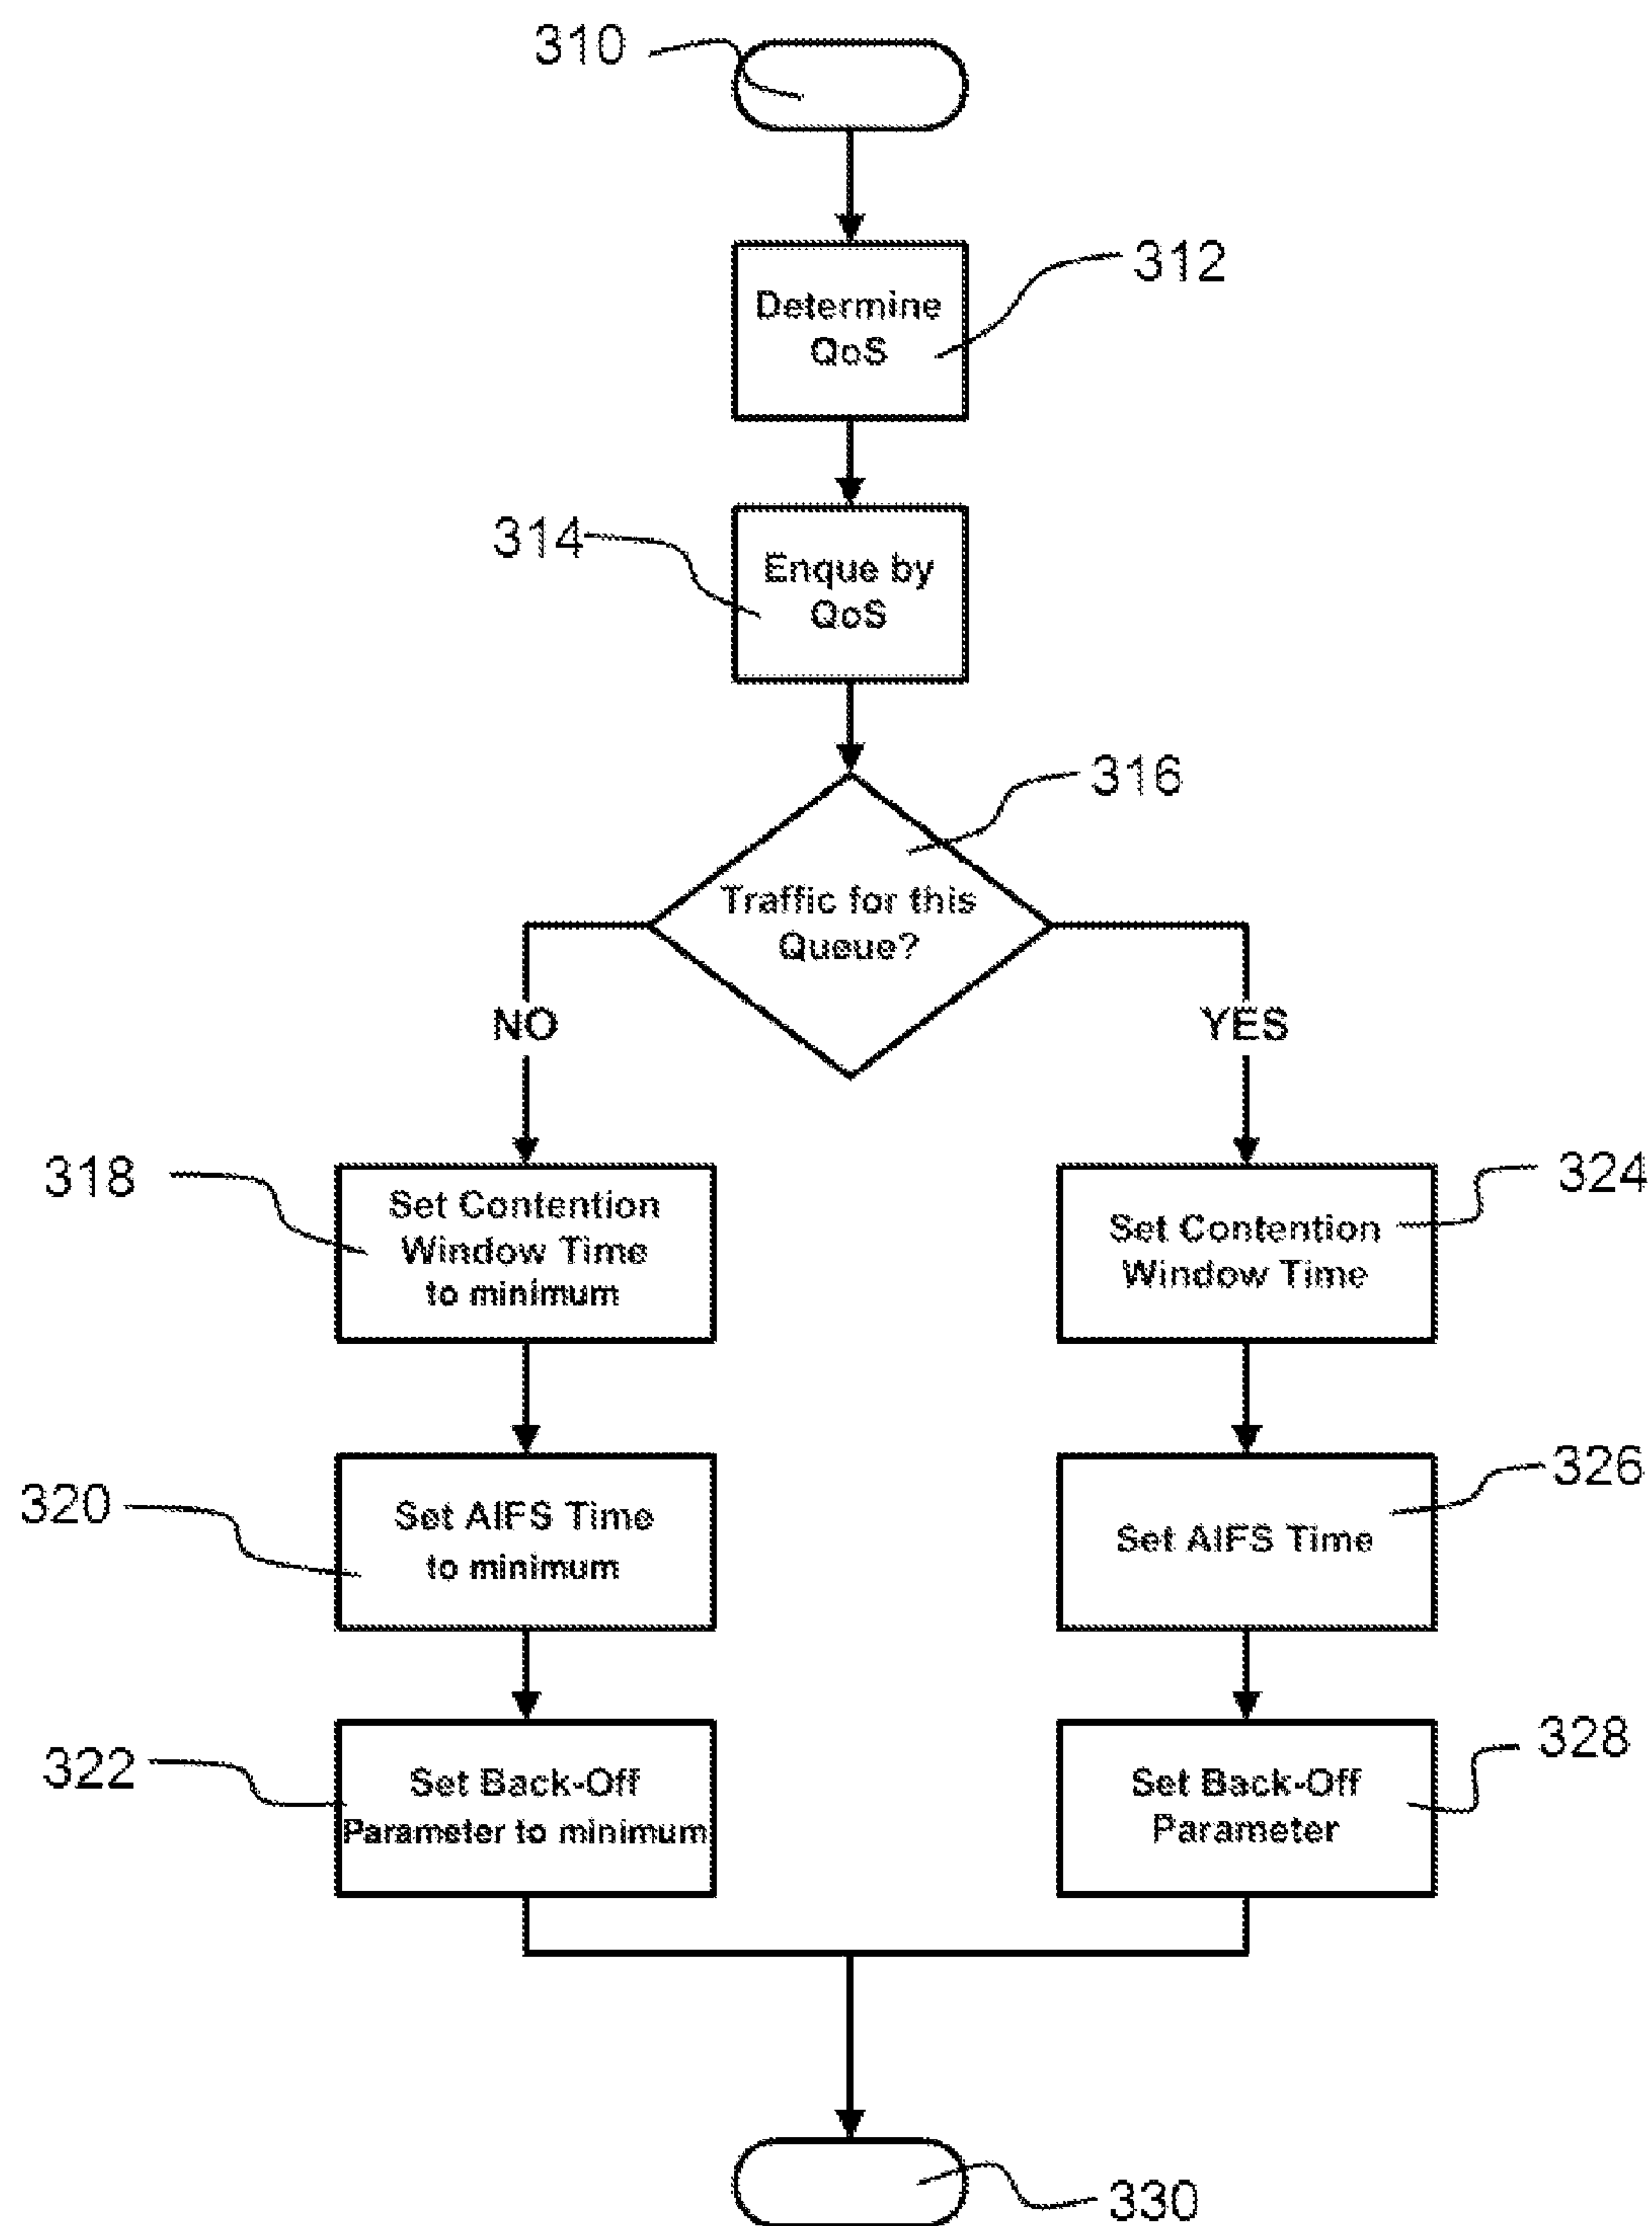 310
312
Determine
QoS
314
Enque by
QoS
316
Traffic for this
Queue?
NO
YES
318
Set Contention
Window Time
to minimum
324
Set Contention
Window Time
320
Set AIFS Time
to minimum
326
Set AIFS Time
322
Set Back-Off
Parameter to minimum
328
Set Back-Off
Parameter
330